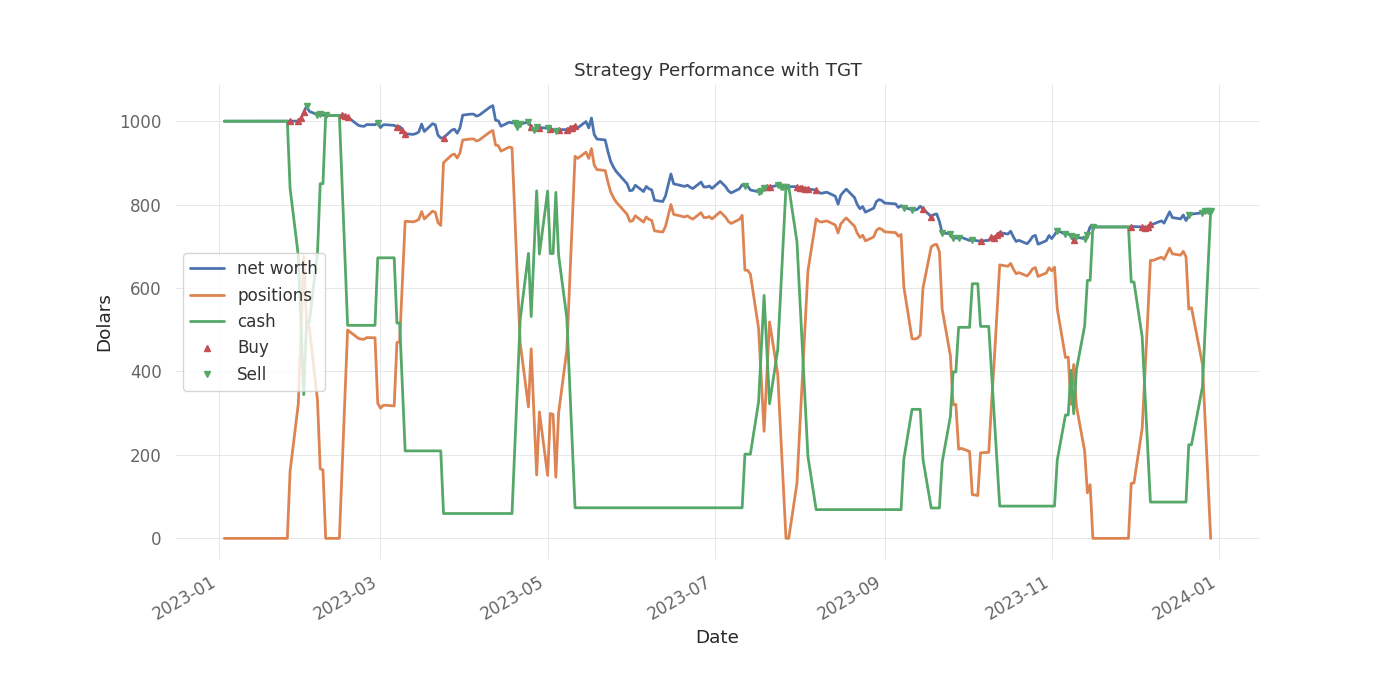 Strategy Performance with TGT
1000
800
600
400
200
0
Dolars
net worth
positions
cash
Buy
Sell
2023-01
2023-03
2023-05
2023-07
2023-09
2023-11
2024-01
Date